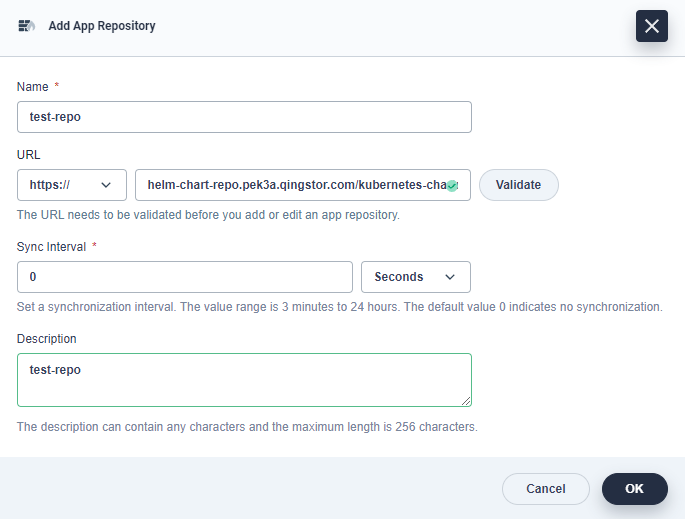 Add App Repository
Name *
test-repo
URL
https://
helm-chart-repo.pek3a.qingstor.com/kubernetes-cha
Validate
The URL needs to be validated before you add or edit an app repository.
Sync Interval *
0
Seconds
Set a synchronization interval. The value range is 3 minutes to 24 hours. The default value 0 indicates no synchronization.
Description
test-repo
The description can contain any characters and the maximum length is 256 characters.
Cancel
OK